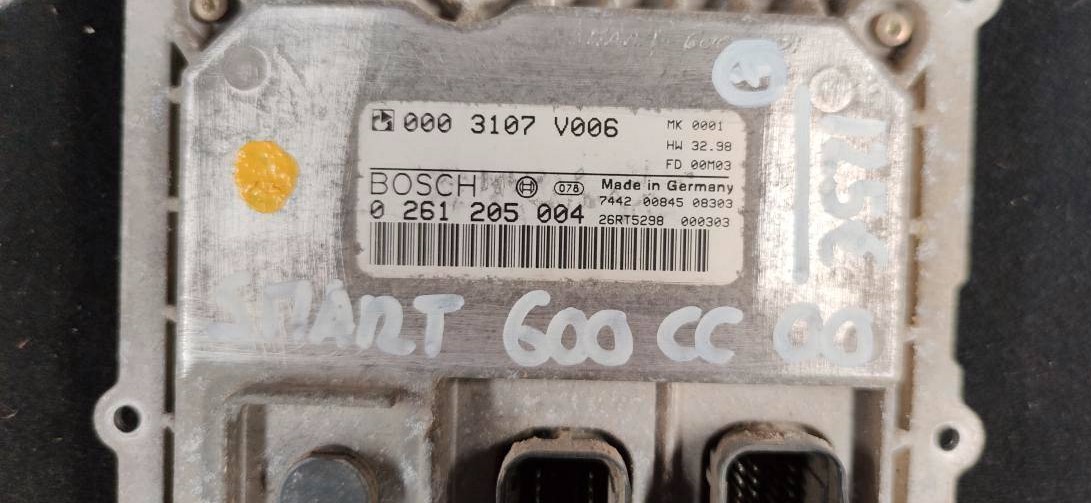 000 3107 V006
MK 0001
HW 32.98
FD 00M03
BOSCH
078
Made in Germany
7442 00845 08303
0 261 205 004
26RT5298 000303
SMART 600 CC 00
125€